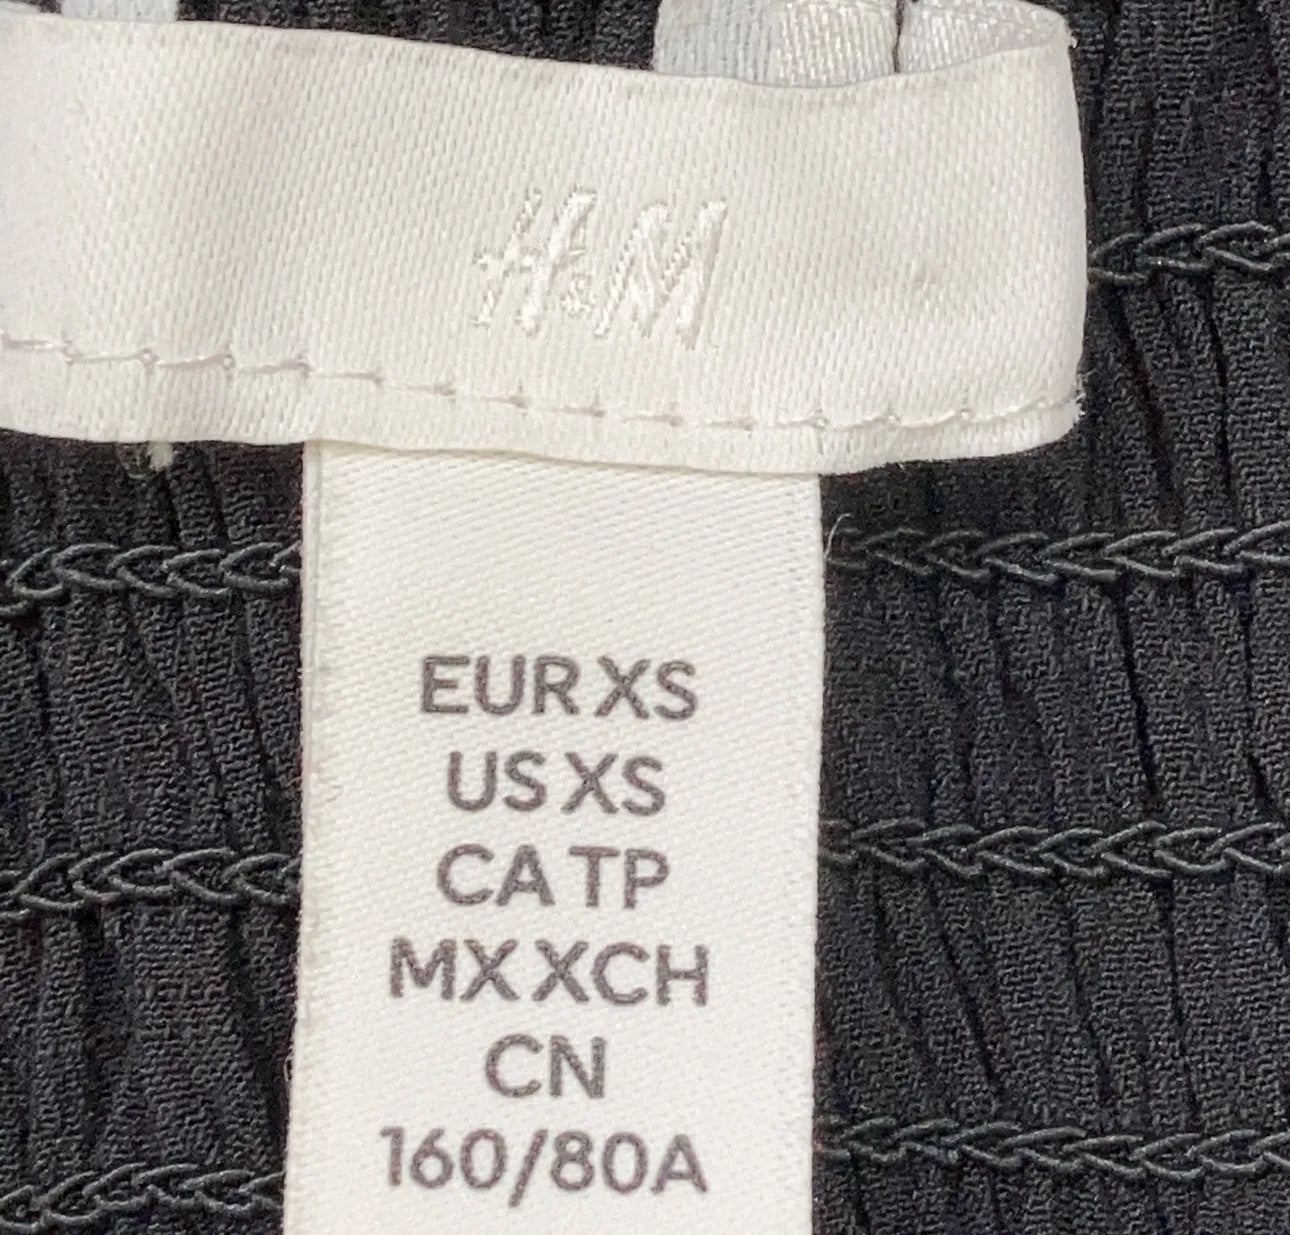 H&M
EUR XS
US XS
CA TP
MX XCH
CN
160/80A